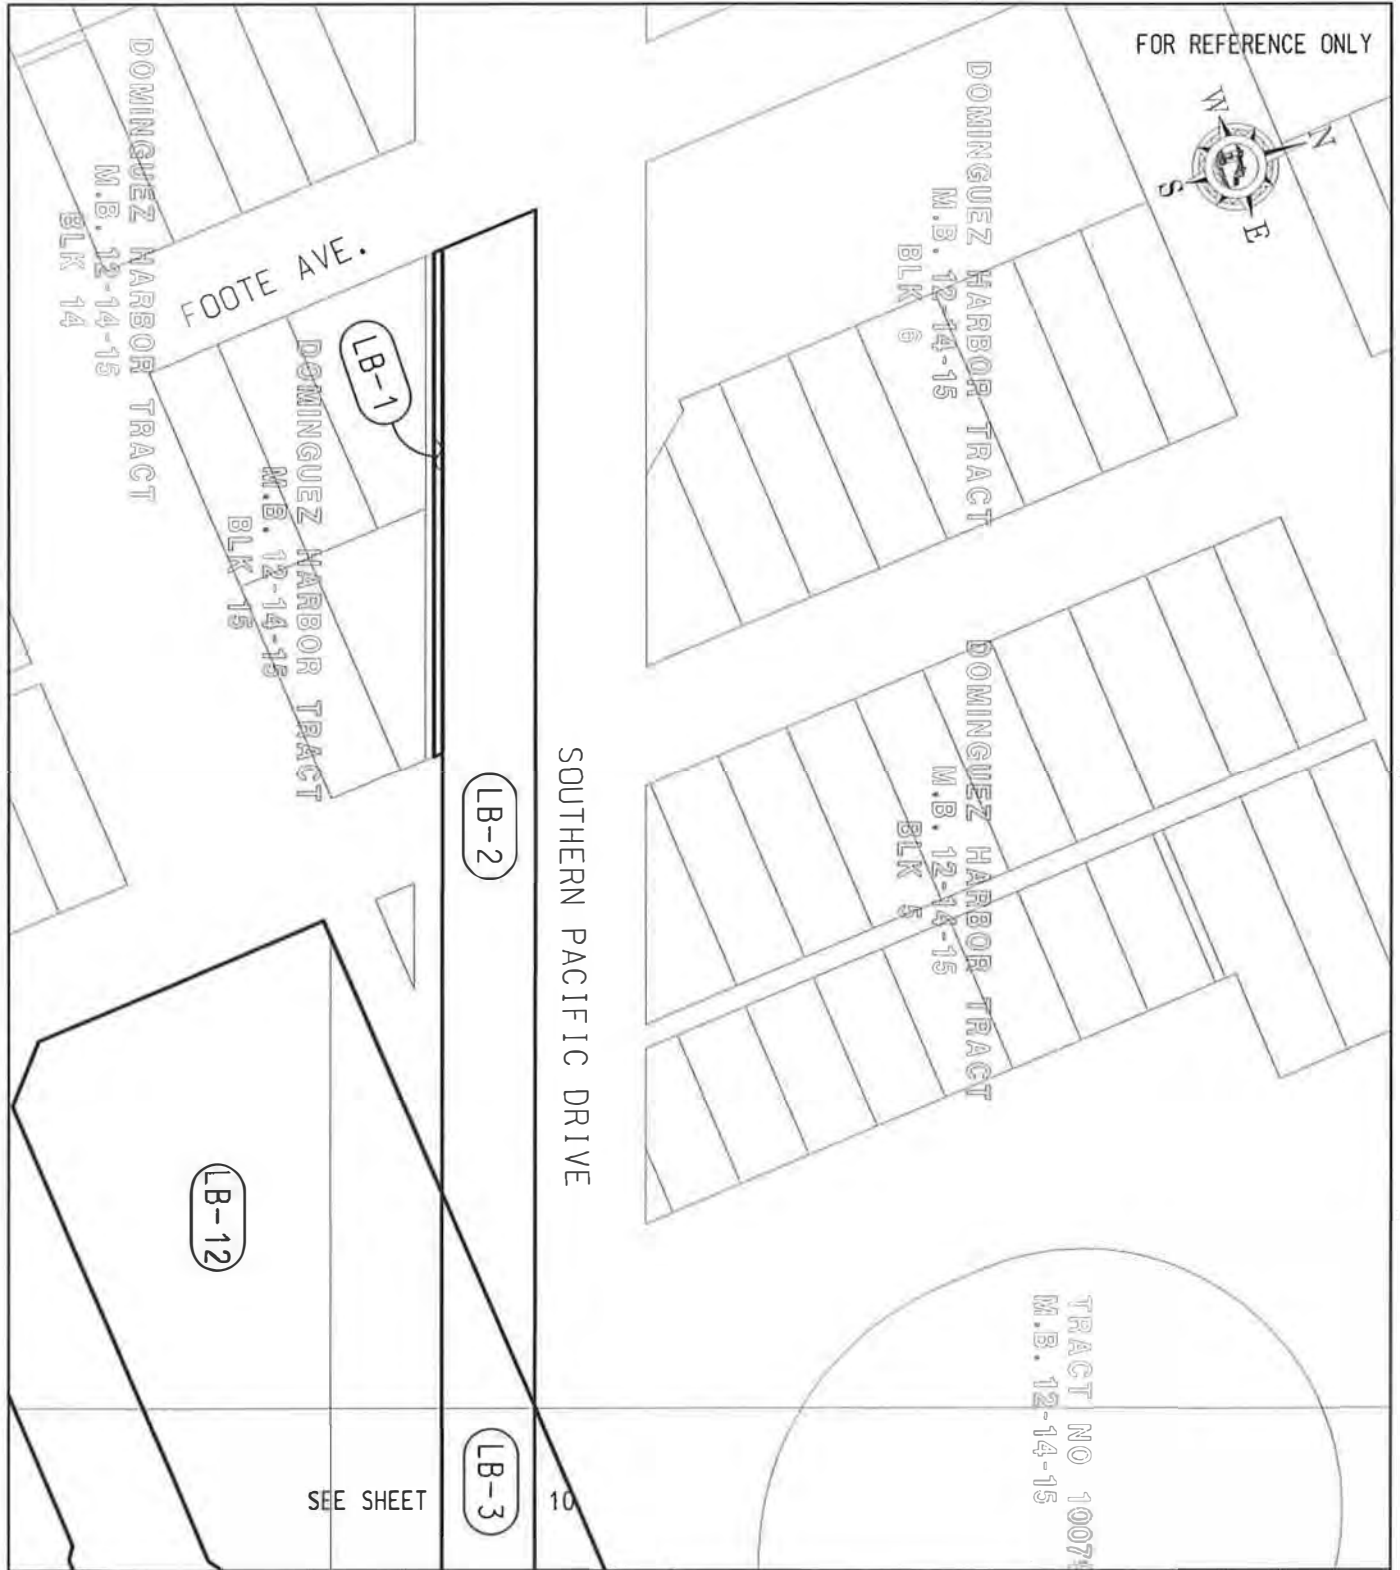 FOR REFERENCE ONLY
W
N
S
E
DOMINGUEZ HARBOR TRACT
M.B. 12-14-15
BLK 14
DOMINGUEZ HARBOR TRACT
M.B. 12-14-15
BLK 6
FOOTE AVE.
LB-1
DOMINGUEZ HARBOR TRACT
M.B. 12-14-15
BLK 15
DOMINGUEZ HARBOR TRACT
M.B. 12-14-15
BLK 5
LB-2
SOUTHERN PACIFIC DRIVE
LB-12
TRACT NO 1007
M.B. 12-14-15
LB-3
SEE SHEET 10